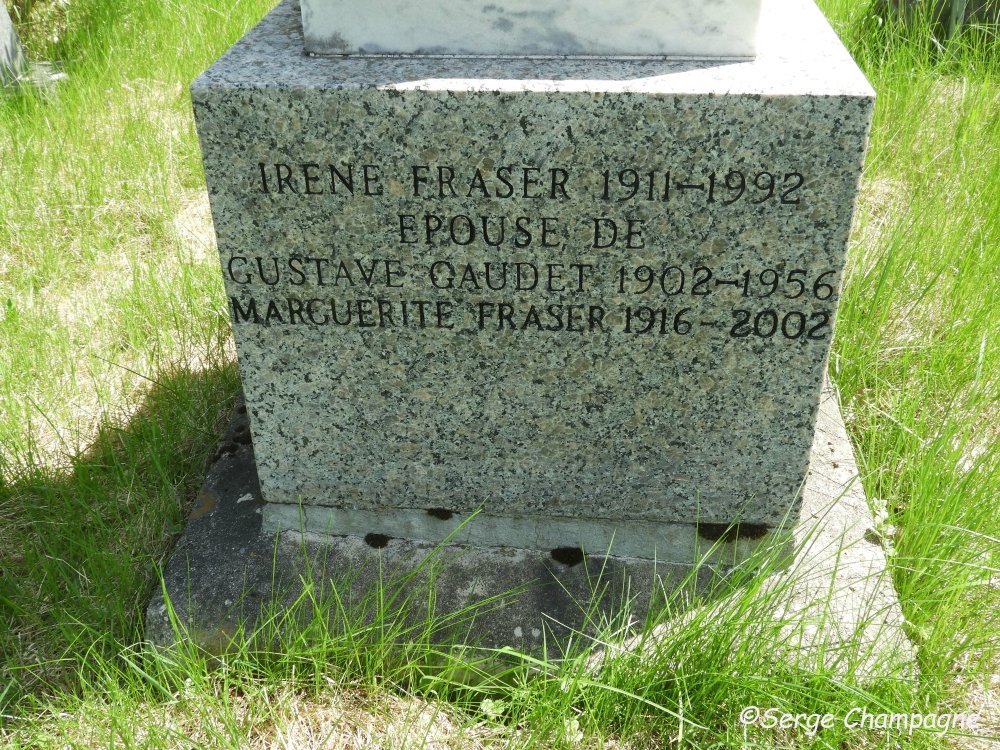 IRENE FRASER 1911-1992
EPOUSE DE
GUSTAVE GAUDET 1902-1956
MARGUERITE FRASER 1916-2002
©Serge Champagne